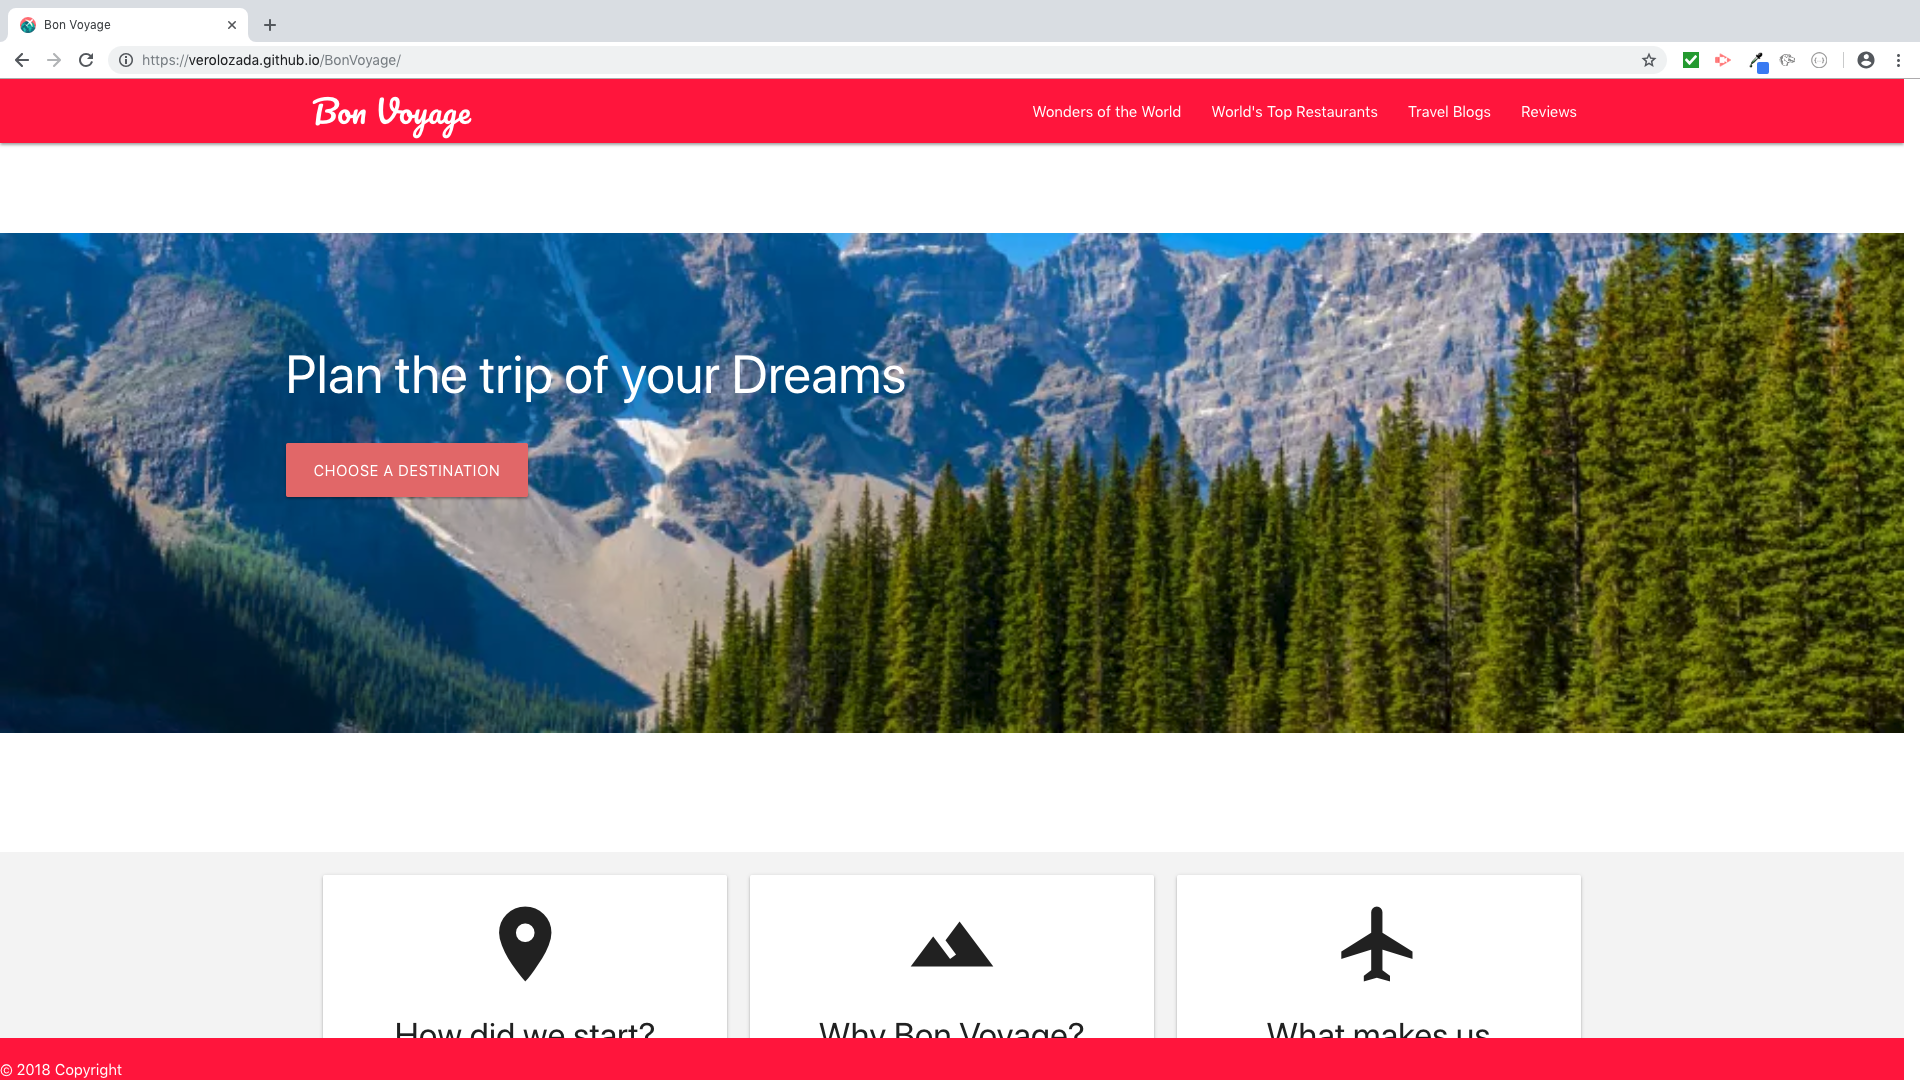 Bon Voyage
https://verolozada.github.io/BonVoyage/
Bon Voyage
Wonders of the World
World's Top Restaurants
Travel Blogs
Reviews
Plan the trip of your Dreams
CHOOSE A DESTINATION
How did we start?
Why Bon Voyage?
What makes us
© 2018 Copyright